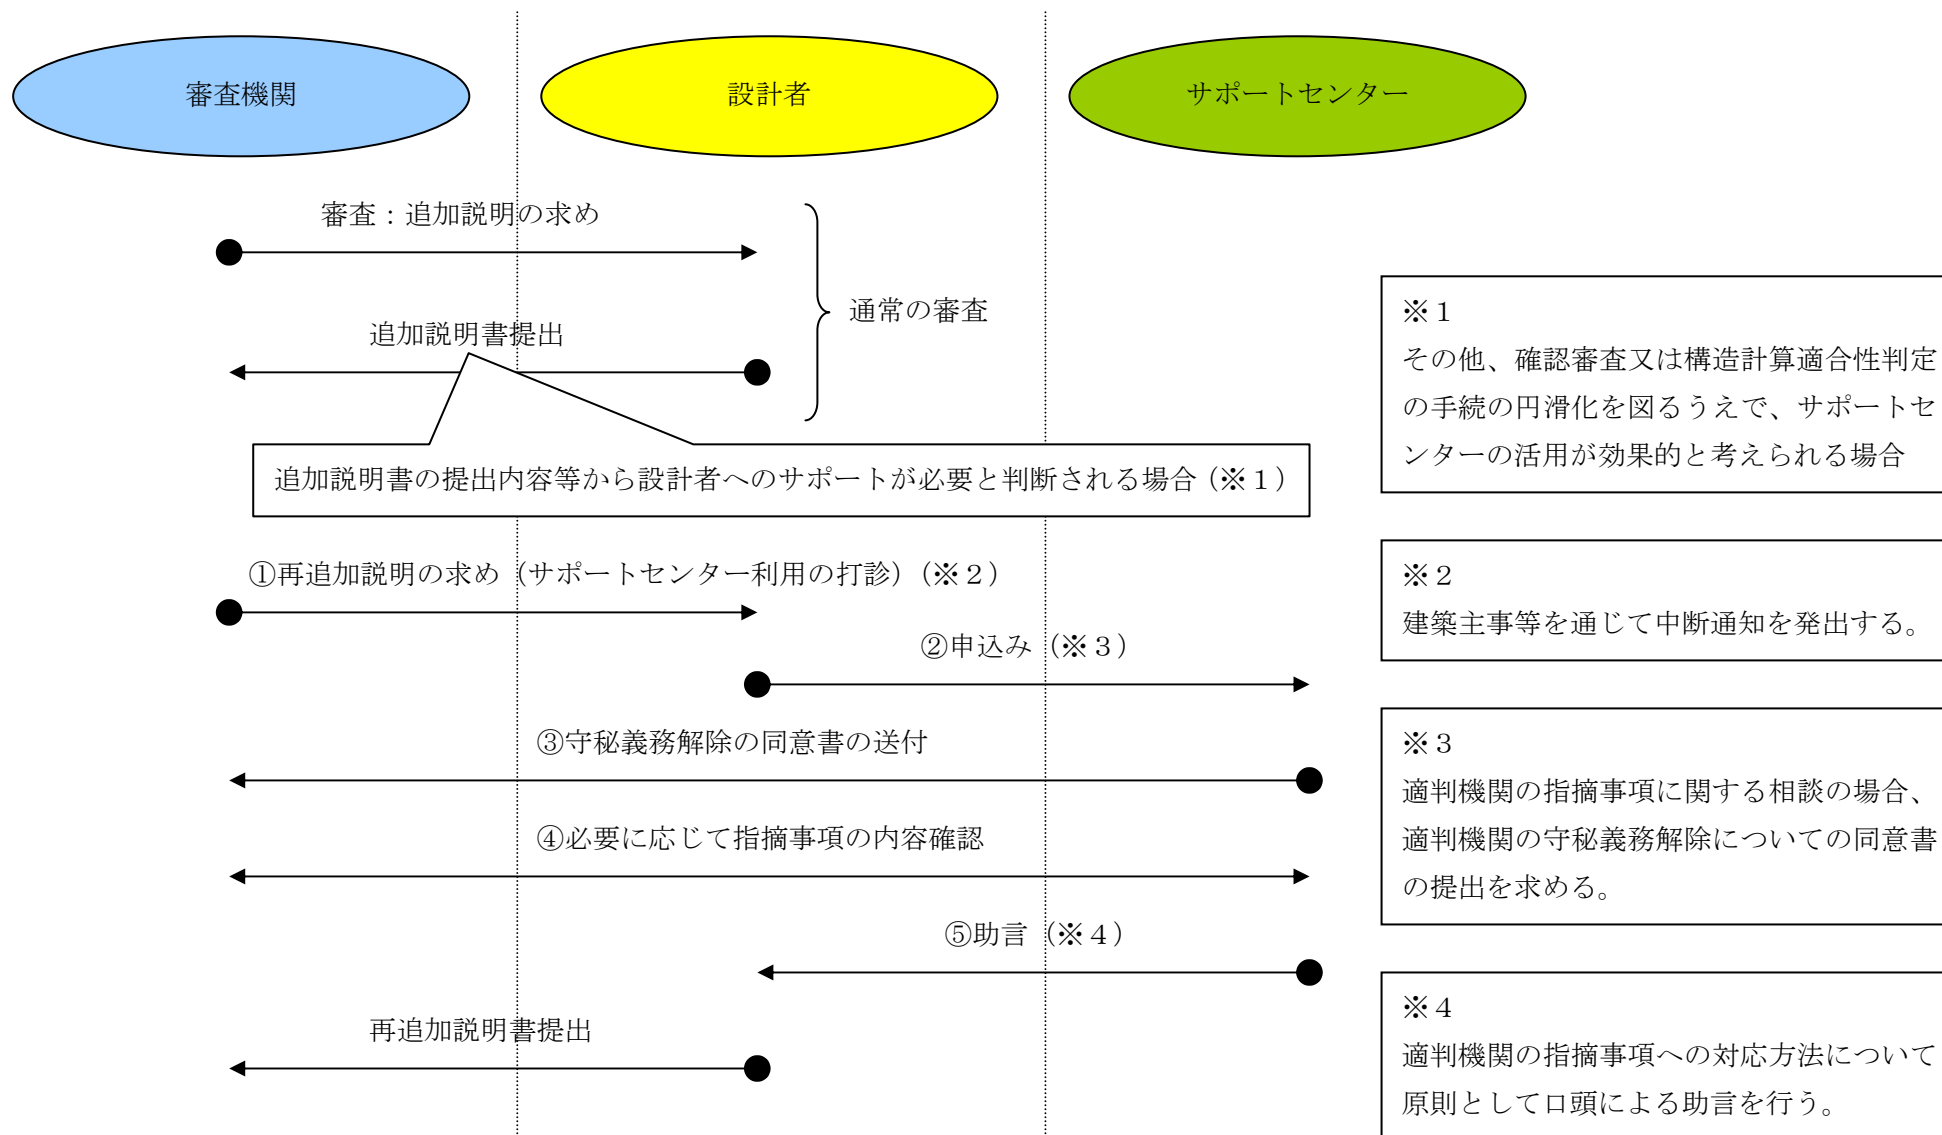 審査機関
設計者
サポートセンター
審査：追加説明の求め
追加説明書提出
通常の審査
追加説明書の提出内容等から設計者へのサポートが必要と判断される場合（※１）
①再追加説明の求め（サポートセンター利用の打診）（※２）
②申込み（※３）
③守秘義務解除の同意書の送付
④必要に応じて指摘事項の内容確認
⑤助言（※４）
再追加説明書提出
※１
その他、確認審査又は構造計算適合性判定
の手続の円滑化を図るうえで、サポートセ
ンターの活用が効果的と考えられる場合
※２
建築主事等を通じて中断通知を発出する。
※３
適判機関の指摘事項に関する相談の場合、
適判機関の守秘義務解除についての同意書
の提出を求める。
※４
適判機関の指摘事項への対応方法について
原則として口頭による助言を行う。